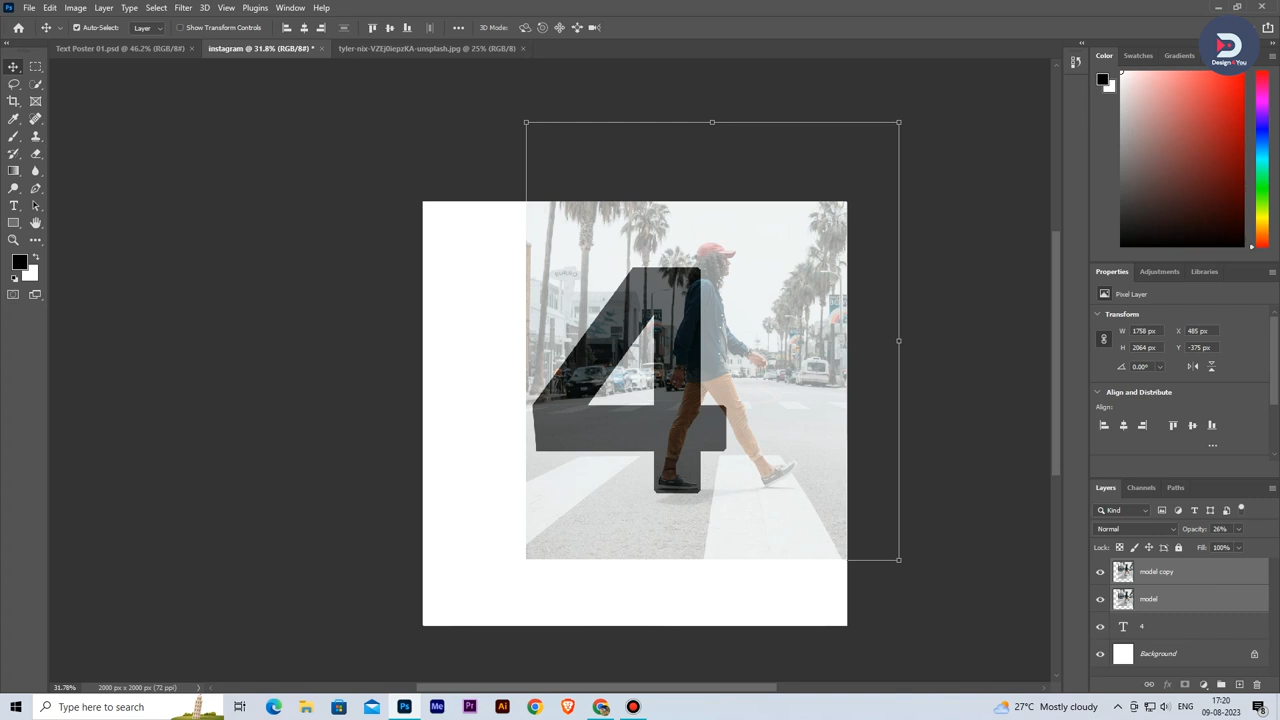 File Edit Image Layer Type Select Filter 3D View Plugins Window Help
Auto-Select: Layer Show Transform Controls 3D Mode:
Text Poster 01.psd @ 46.2% (RGB/8#) × instagram @ 31.8% (RGB/8#) * × tyler-nix-VZEj0iepzKA-unsplash.jpg @ 25% (RGB/8) ×
Design4You
Color Swatches Gradients
4
Properties Adjustments Libraries
Pixel Layer
Transform
W 1758 px X 485 px
H 2064 px Y -375 px
0.00°
Align and Distribute
Align:
Layers Channels Paths
Kind
Normal Opacity: 26%
Lock: Fill: 100%
model copy
model
T 4
Background
31.78% 2000 px x 2000 px (72 ppi)
Type here to search
Ps Me Pr Ai
27°C Mostly cloudy ENG 17:20
09-08-2023